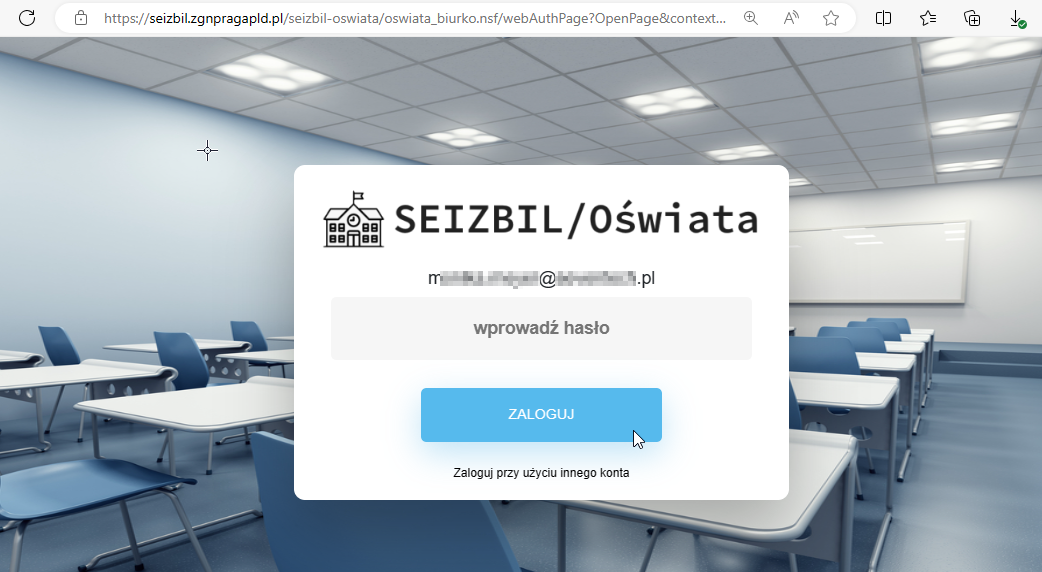 https://seizbil.zgnpragapld.pl/seizbil-oswiata/oswiata_biurko.nsf/webAuthPage?OpenPage&context...
SEIZBIL/Oświata
m @ .pl
wprowadź hasło
ZALOGUJ
Zaloguj przy użyciu innego konta